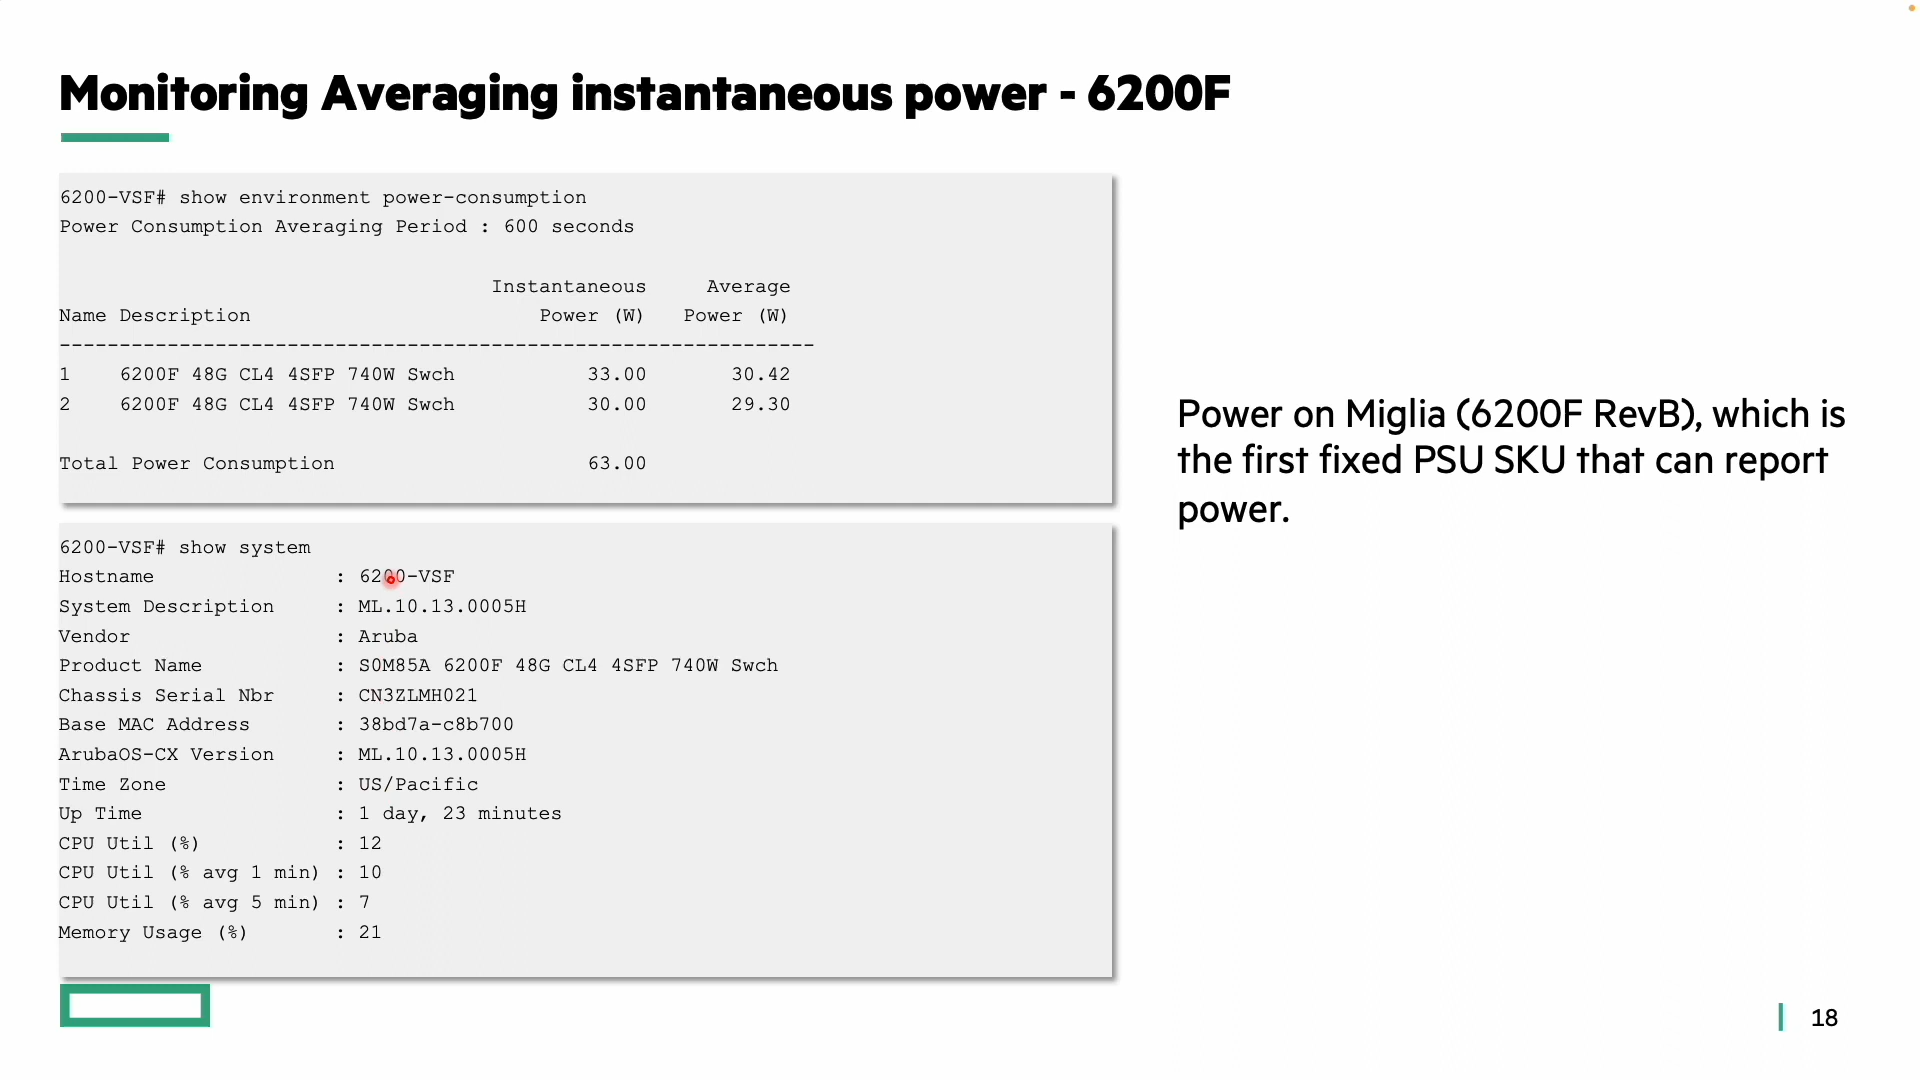 Monitoring Averaging instantaneous power - 6200F
6200-VSF# show environment power-consumption
Power Consumption Averaging Period : 600 seconds
Instantaneous Average
Name Description Power (W) Power (W)
---------------------------------------------------------------
1 6200F 48G CL4 4SFP 740W Swch 33.00 30.42
2 6200F 48G CL4 4SFP 740W Swch 30.00 29.30
Total Power Consumption 63.00
6200-VSF# show system
Hostname : 6200-VSF
System Description : ML.10.13.0005H
Vendor : Aruba
Product Name : S0M85A 6200F 48G CL4 4SFP 740W Swch
Chassis Serial Nbr : CN3ZLMH021
Base MAC Address : 38bd7a-c8b700
ArubaOS-CX Version : ML.10.13.0005H
Time Zone : US/Pacific
Up Time : 1 day, 23 minutes
CPU Util (%) : 12
CPU Util (% avg 1 min) : 10
CPU Util (% avg 5 min) : 7
Memory Usage (%) : 21
Power on Miglia (6200F RevB), which is
the first fixed PSU SKU that can report
power.
18